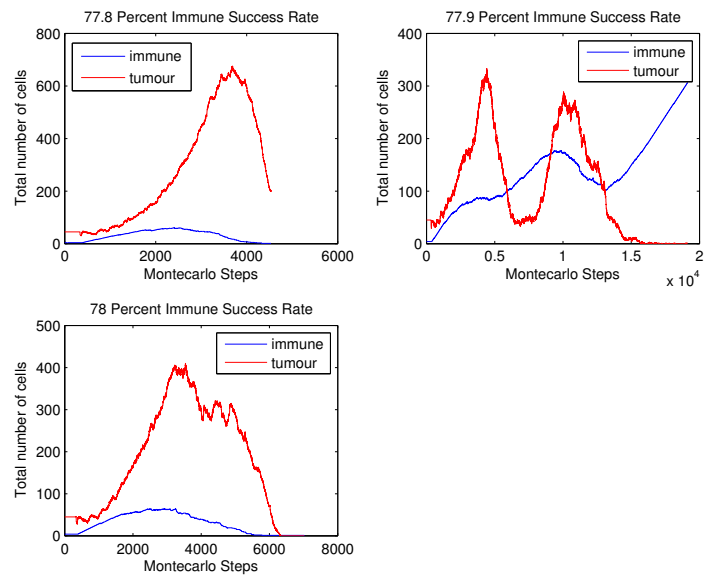 77.8 Percent Immune Success Rate
800
600
400
200
0
Total number of cells
immune
tumour
0 2000 4000 6000
Montecarlo Steps
77.9 Percent Immune Success Rate
400
300
200
100
0
Total number of cells
immune
tumour
0 0.5 1 1.5 2
Montecarlo Steps
x 10^4
78 Percent Immune Success Rate
500
400
300
200
100
0
Total number of cells
immune
tumour
0 2000 4000 6000 8000
Montecarlo Steps